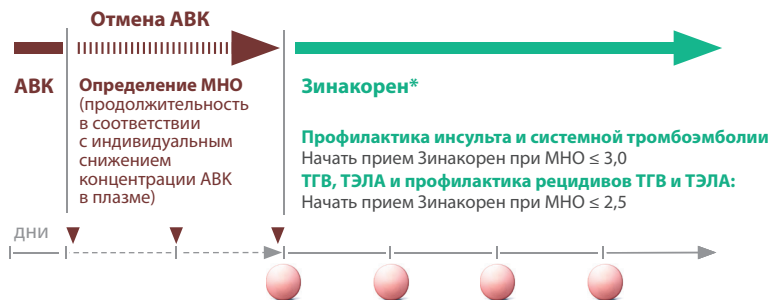 Отмена АВК
АВК
Определение МНО
(продолжительность
в соответствии
с индивидуальным
снижением
концентрации АВК
в плазме)
Зинакорен*
Профилактика инсульта и системной тромбоэмболии
Начать прием Зинакорен при МНО ≤ 3,0
ТГВ, ТЭЛА и профилактика рецидивов ТГВ и ТЭЛА:
Начать прием Зинакорен при МНО ≤ 2,5
дни